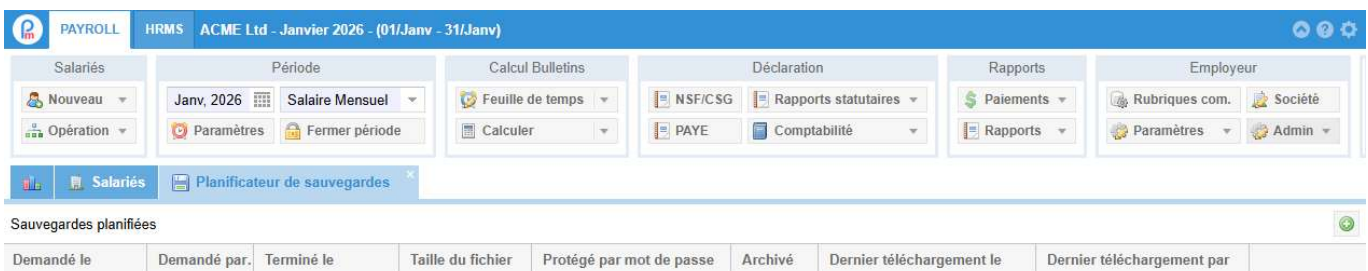 PAYROLL HRMS ACME Ltd - Janvier 2026 - (01/Janv - 31/Janv)
Salariés Période Calcul Bulletins Déclaration Rapports Employeur
Nouveau Janv, 2026 Salaire Mensuel Feuille de temps NSF/CSG Rapports statutaires Paiements Rubriques com. Société
Opération Paramètres Fermer période Calculer PAYE Comptabilité Rapports Paramètres Admin
Salariés Planificateur de sauvegardes
Sauvegardes planifiées
Demandé le Demandé par. Terminé le Taille du fichier Protégé par mot de passe Archivé Dernier téléchargement le Dernier téléchargement par